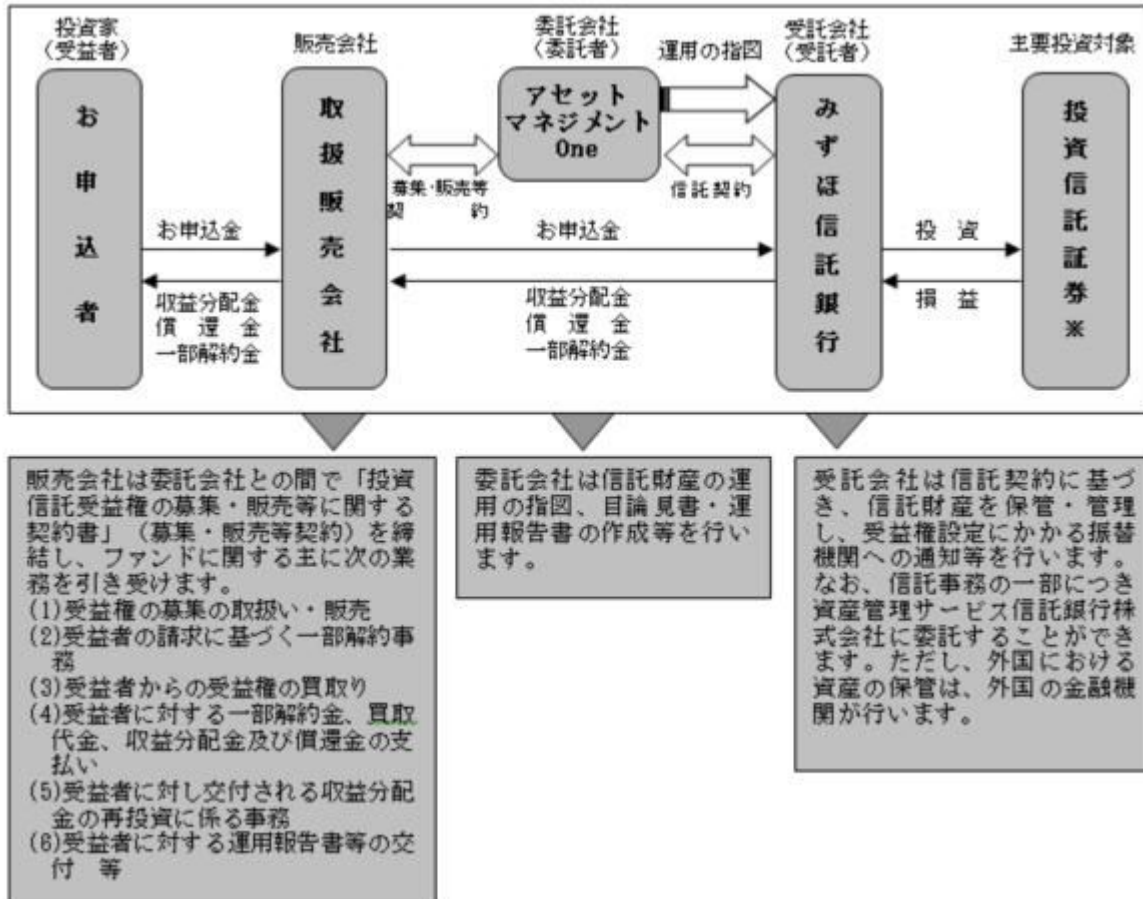 投資家
（受益者）
販売会社
委託会社
（委託者）
運用の指図
受託会社
（受託者）
主要投資対象
お申込者
取扱販売会社
アセット
マネジメント
One
みずほ信託銀行
投資信託証券※
募集・販売等
契約
信託契約
お申込金
お申込金
投資
収益分配金
償還金
一部解約金
収益分配金
償還金
一部解約金
損益
販売会社は委託会社との間で「投資
信託受益権の募集・販売等に関する
契約書」（募集・販売等契約）を締
結し、ファンドに関する主に次の業
務を引き受けます。
(1)受益権の募集の取扱い・販売
(2)受益者の請求に基づく一部解約事
務
(3)受益者からの受益権の買取り
(4)受益者に対する一部解約金、買取
代金、収益分配金及び償還金の支
払い
(5)受益者に対し交付される収益分配
金の再投資に係る事務
(6)受益者に対する運用報告書等の交
付　等
委託会社は信託財産の運
用の指図、目論見書・運
用報告書の作成等を行い
ます。
受託会社は信託契約に基づ
き、信託財産を保管・管理
し、受益権設定にかかる振替
機関への通知等を行います。
なお、信託事務の一部につき
資産管理サービス信託銀行株
式会社に委託することができ
ます。ただし、外国における
資産の保管は、外国の金融機
関が行います。